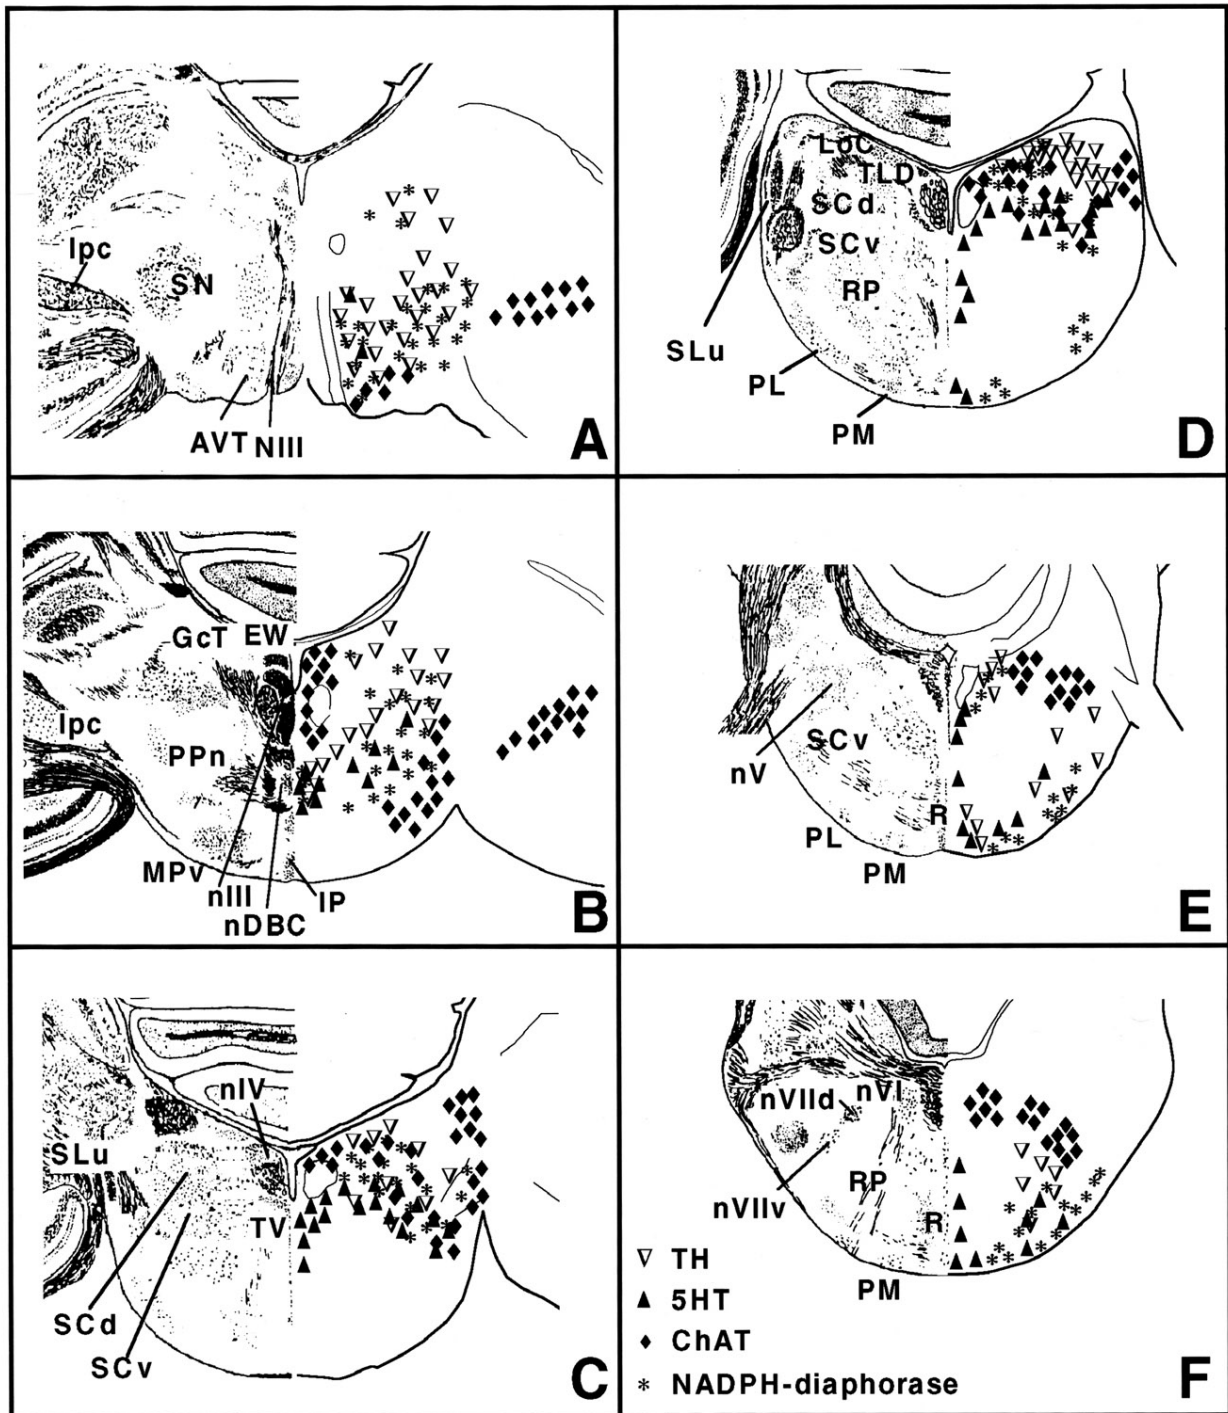 Ipc
SN
AVT NIII
A
GcT EW
Ipc
PPn
MPv
nIII
nDBC
IP
B
nIV
SLu
TV
SCd
SCv
C
LoC
TLD
SCd
SCv
RP
SLu
PL
PM
D
SCv
nV
R
PL
PM
E
nVIId nVI
RP
nVIIv
R
PM
TH
5HT
ChAT
NADPH-diaphorase
F